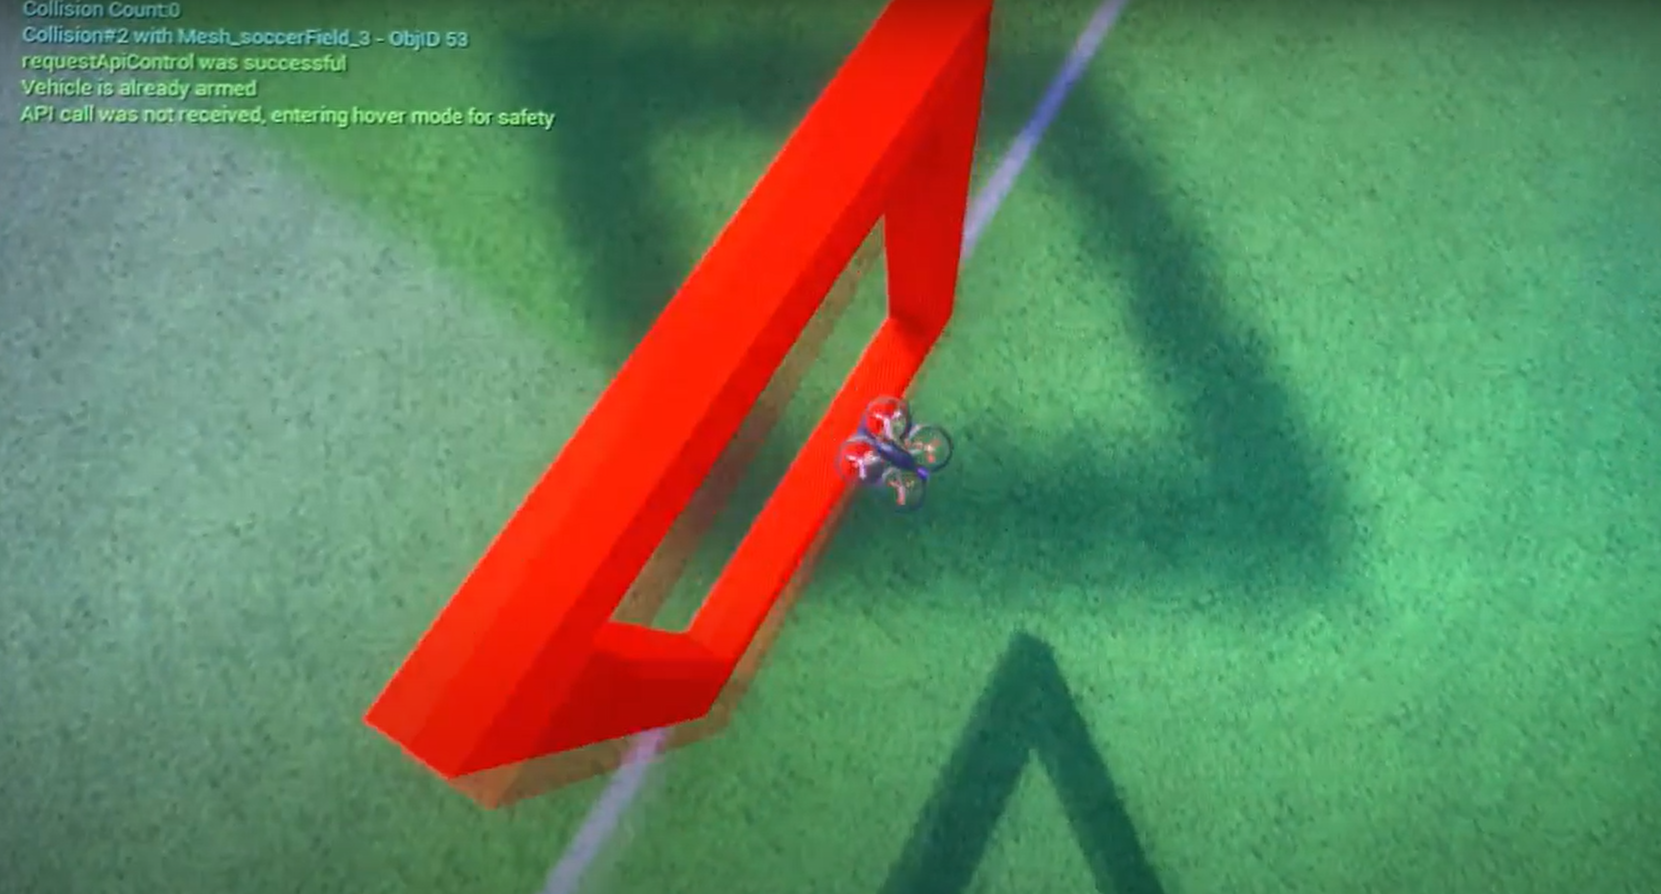 Collision Count:0
Collision#2 with Mesh_soccerField_3 - ObjID 53
requestApiControl was successful
Vehicle is already armed
API call was not received, entering hover mode for safety